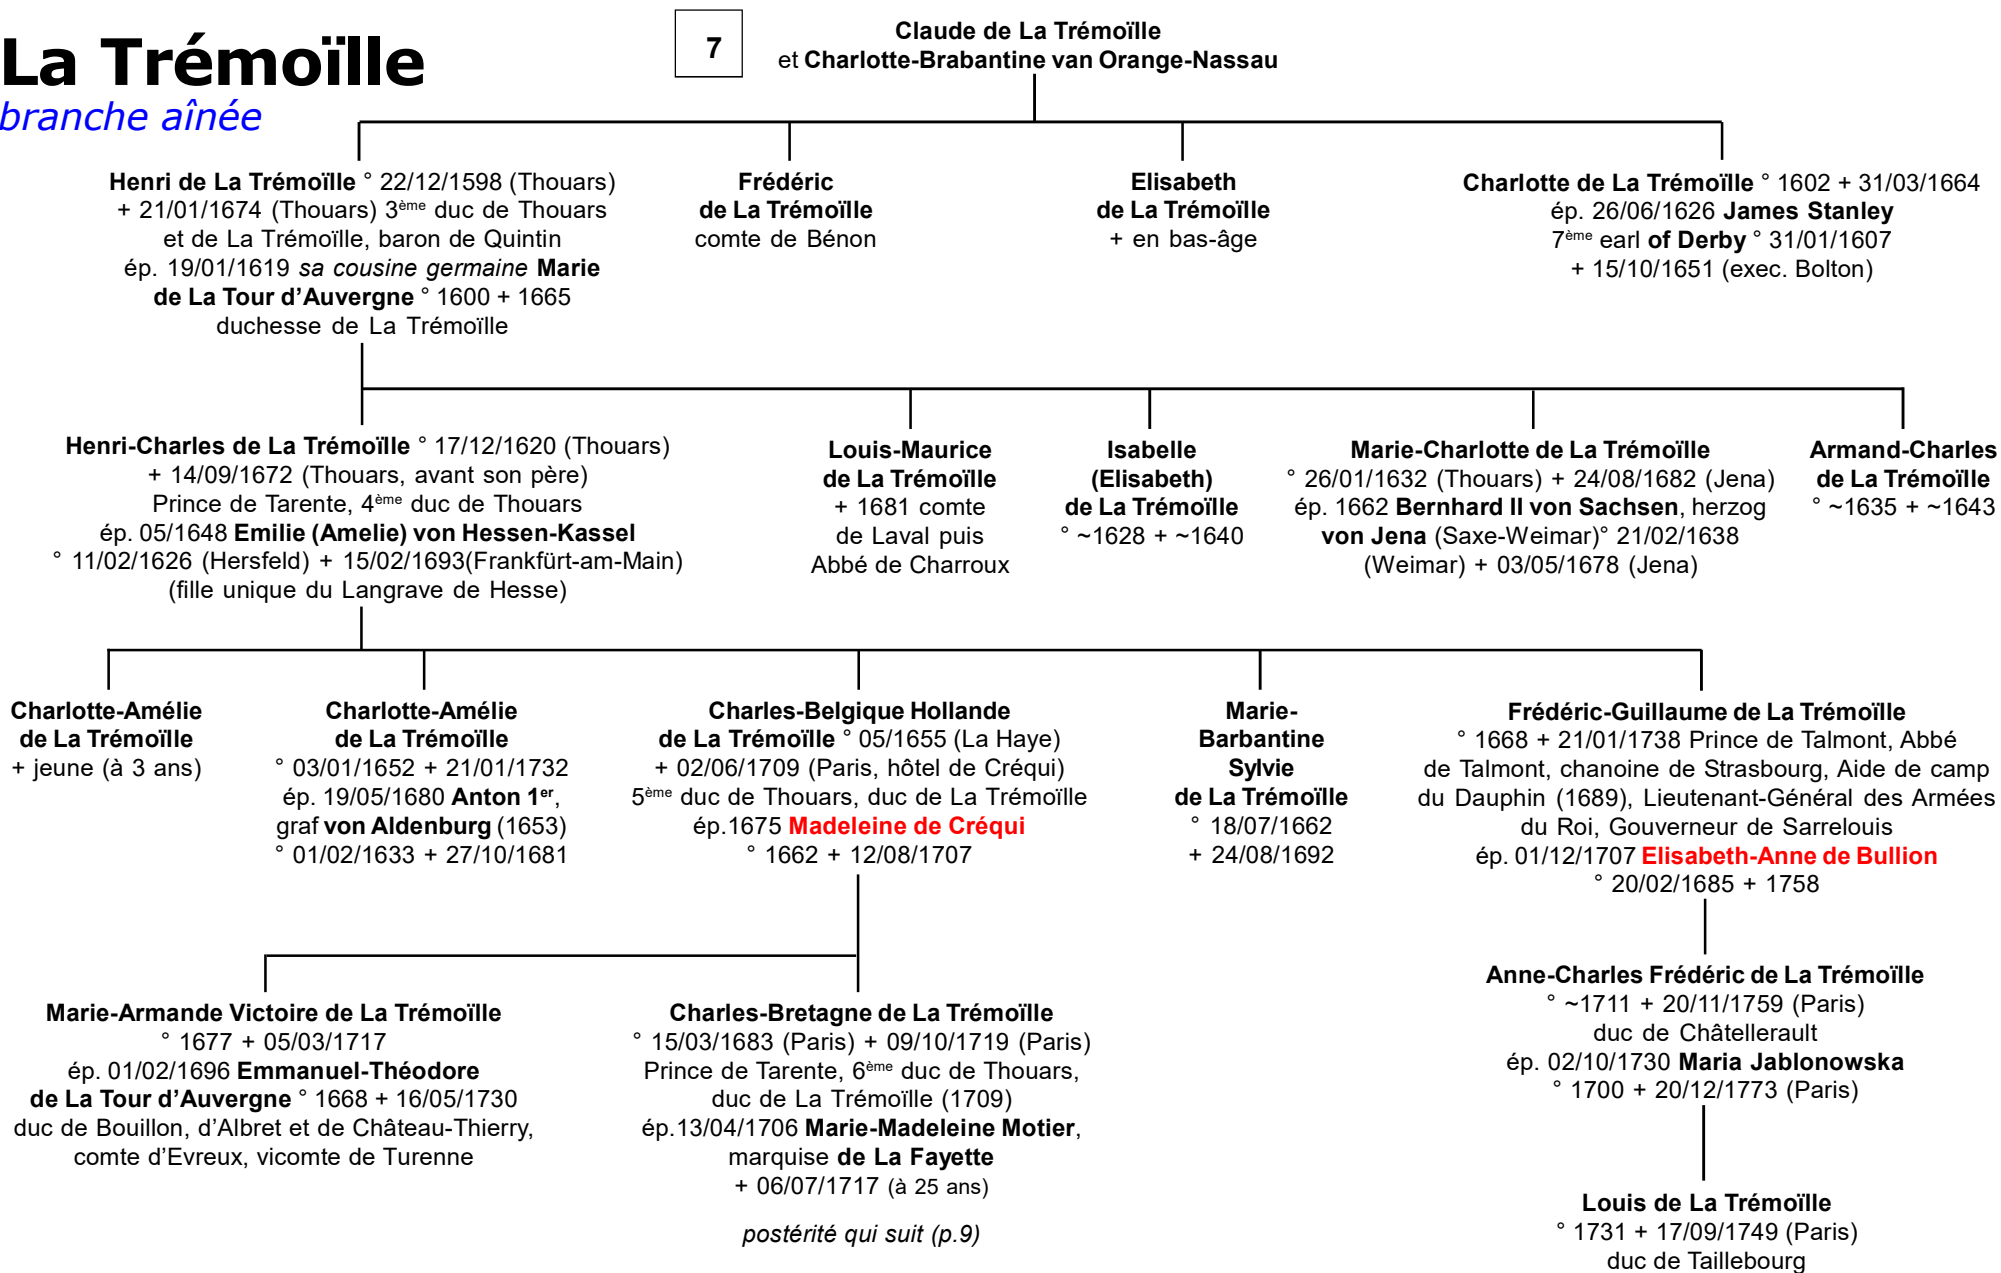 La Trémoïlle
branche aînée
7
Claude de La Trémoïlle
et Charlotte-Brabantine van Orange-Nassau
Henri de La Trémoïlle ° 22/12/1598 (Thouars)
+ 21/01/1674 (Thouars) 3ème duc de Thouars
et de La Trémoïlle, baron de Quintin
ép. 19/01/1619 sa cousine germaine Marie
de La Tour d’Auvergne ° 1600 + 1665
duchesse de La Trémoïlle
Frédéric
de La Trémoïlle
comte de Bénon
Elisabeth
de La Trémoïlle
+ en bas-âge
Charlotte de La Trémoïlle ° 1602 + 31/03/1664
ép. 26/06/1626 James Stanley
7ème earl of Derby ° 31/01/1607
+ 15/10/1651 (exec. Bolton)
Henri-Charles de La Trémoïlle ° 17/12/1620 (Thouars)
+ 14/09/1672 (Thouars, avant son père)
Prince de Tarente, 4ème duc de Thouars
ép. 05/1648 Emilie (Amelie) von Hessen-Kassel
° 11/02/1626 (Hersfeld) + 15/02/1693(Frankfürt-am-Main)
(fille unique du Langrave de Hesse)
Louis-Maurice
de La Trémoïlle
+ 1681 comte
de Laval puis
Abbé de Charroux
Isabelle
(Elisabeth)
de La Trémoïlle
° ~1628 + ~1640
Marie-Charlotte de La Trémoïlle
° 26/01/1632 (Thouars) + 24/08/1682 (Jena)
ép. 1662 Bernhard II von Sachsen, herzog
von Jena (Saxe-Weimar)° 21/02/1638
(Weimar) + 03/05/1678 (Jena)
Armand-Charles
de La Trémoïlle
° ~1635 + ~1643
Charlotte-Amélie
de La Trémoïlle
+ jeune (à 3 ans)
Charlotte-Amélie
de La Trémoïlle
° 03/01/1652 + 21/01/1732
ép. 19/05/1680 Anton 1er,
graf von Aldenburg (1653)
° 01/02/1633 + 27/10/1681
Charles-Belgique Hollande
de La Trémoïlle ° 05/1655 (La Haye)
+ 02/06/1709 (Paris, hôtel de Créqui)
5ème duc de Thouars, duc de La Trémoïlle
ép.1675 Madeleine de Créqui
° 1662 + 12/08/1707
Marie-
Barbantine
Sylvie
de La Trémoïlle
° 18/07/1662
+ 24/08/1692
Frédéric-Guillaume de La Trémoïlle
° 1668 + 21/01/1738 Prince de Talmont, Abbé
de Talmont, chanoine de Strasbourg, Aide de camp
du Dauphin (1689), Lieutenant-Général des Armées
du Roi, Gouverneur de Sarrelouis
ép. 01/12/1707 Elisabeth-Anne de Bullion
° 20/02/1685 + 1758
Marie-Armande Victoire de La Trémoïlle
° 1677 + 05/03/1717
ép. 01/02/1696 Emmanuel-Théodore
de La Tour d’Auvergne ° 1668 + 16/05/1730
duc de Bouillon, d’Albret et de Château-Thierry,
comte d’Evreux, vicomte de Turenne
Charles-Bretagne de La Trémoïlle
° 15/03/1683 (Paris) + 09/10/1719 (Paris)
Prince de Tarente, 6ème duc de Thouars,
duc de La Trémoïlle (1709)
ép.13/04/1706 Marie-Madeleine Motier,
marquise de La Fayette
+ 06/07/1717 (à 25 ans)
postérité qui suit (p.9)
Anne-Charles Frédéric de La Trémoïlle
° ~1711 + 20/11/1759 (Paris)
duc de Châtellerault
ép. 02/10/1730 Maria Jablonowska
° 1700 + 20/12/1773 (Paris)
Louis de La Trémoïlle
° 1731 + 17/09/1749 (Paris)
duc de Taillebourg